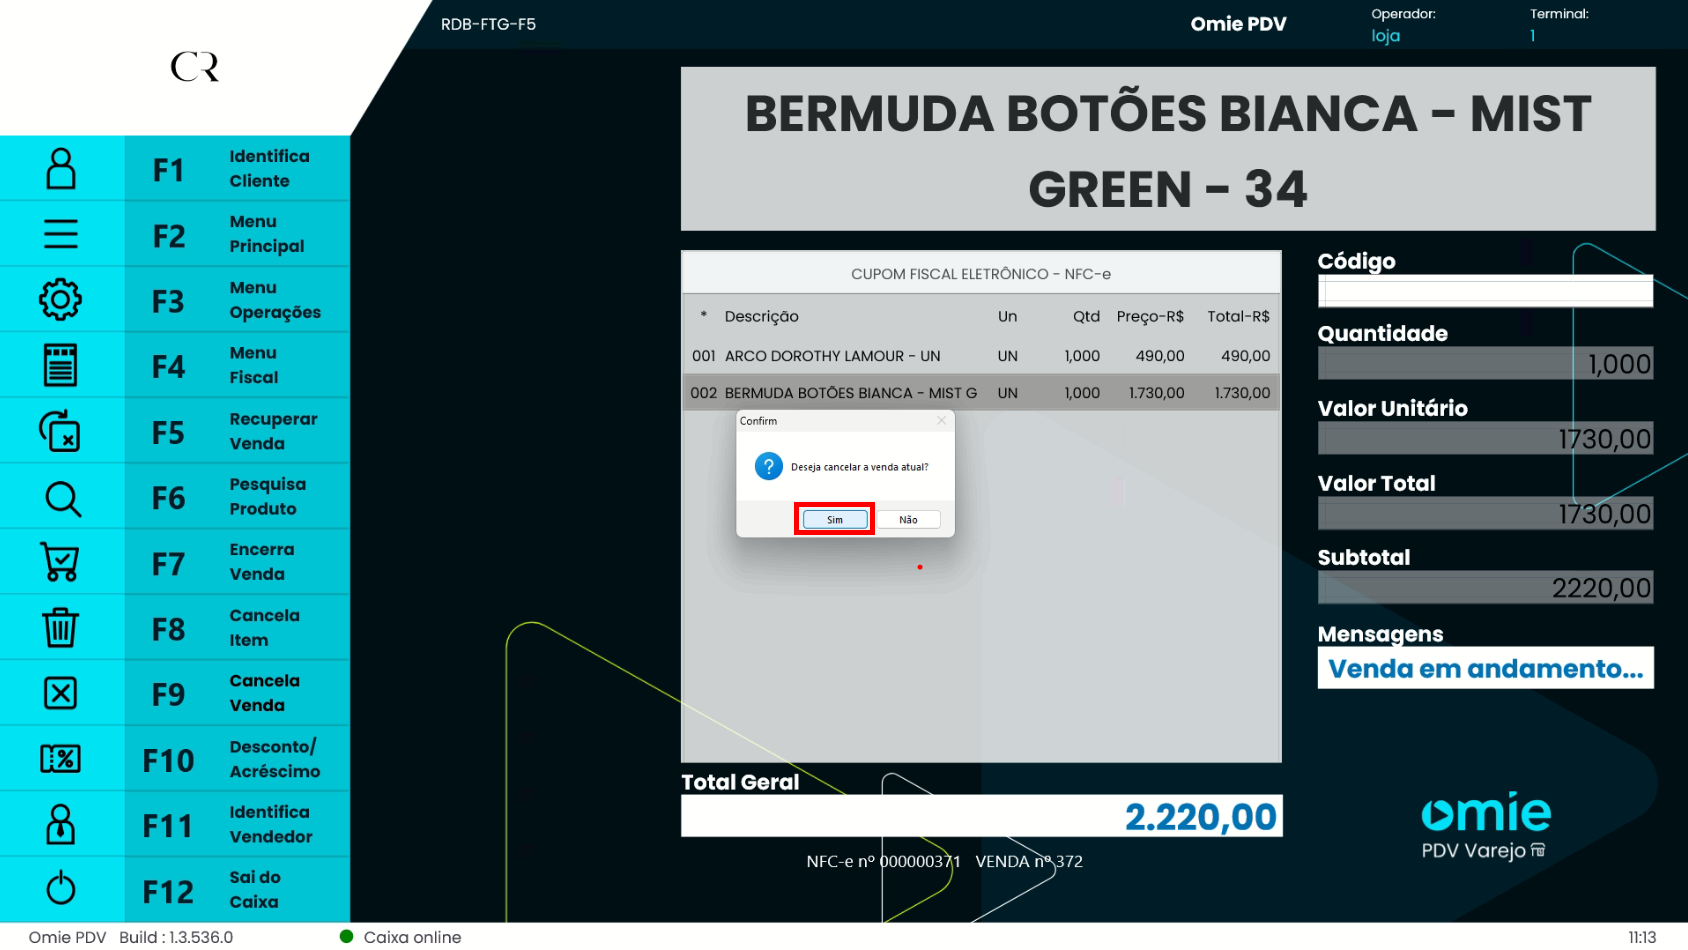 RDB-FTG-F5
Omie PDV
Operador:
loja
Terminal:
1
CR
F1 Identifica Cliente
F2 Menu Principal
F3 Menu Operações
F4 Menu Fiscal
F5 Recuperar Venda
F6 Pesquisa Produto
F7 Encerra Venda
F8 Cancela Item
F9 Cancela Venda
F10 Desconto/ Acréscimo
F11 Identifica Vendedor
F12 Sai do Caixa
BERMUDA BOTÕES BIANCA - MIST
GREEN - 34
CUPOM FISCAL ELETRÔNICO - NFC-e
* Descrição Un Qtd Preço-R$ Total-R$
001 ARCO DOROTHY LAMOUR - UN UN 1,000 490,00 490,00
002 BERMUDA BOTÕES BIANCA - MIST G UN 1,000 1.730,00 1.730,00
Confirm
Deseja cancelar a venda atual?
Sim Não
Código
Quantidade
1,000
Valor Unitário
1730,00
Valor Total
1730,00
Subtotal
2220,00
Mensagens
Venda em andamento...
Total Geral
2.220,00
NFC-e nº 000000371 VENDA nº 372
omie
PDV Varejo
Omie PDV Build : 1.3.536.0 Caixa online 11:13